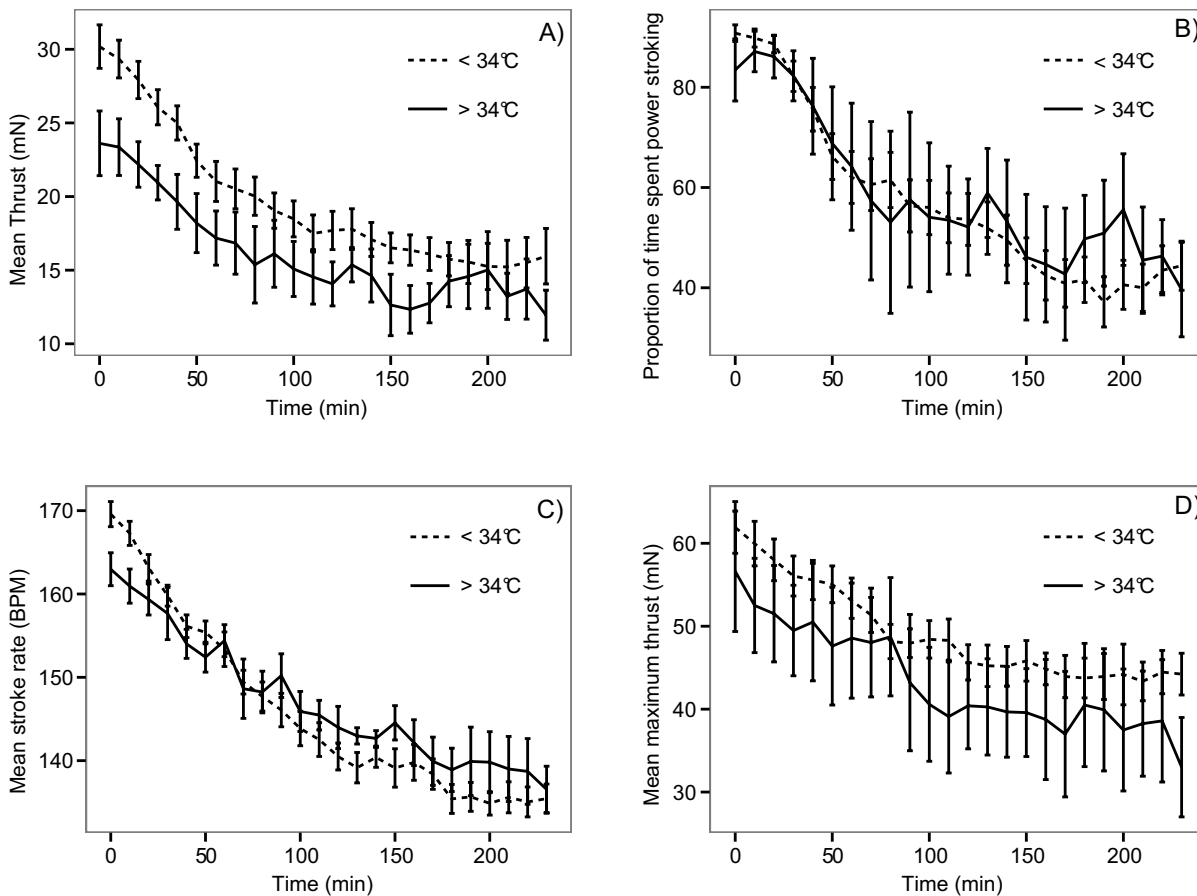 A)
< 34°C
> 34°C
Mean Thrust (mN)
30
25
20
15
10
0 50 100 150 200
Time (min)
B)
< 34°C
> 34°C
Proportion of time spent power stroking
80
60
40
0 50 100 150 200
Time (min)
C)
< 34°C
> 34°C
Mean stroke rate (BPM)
170
160
150
140
0 50 100 150 200
Time (min)
D)
< 34°C
> 34°C
Mean maximum thrust (mN)
60
50
40
30
0 50 100 150 200
Time (min)